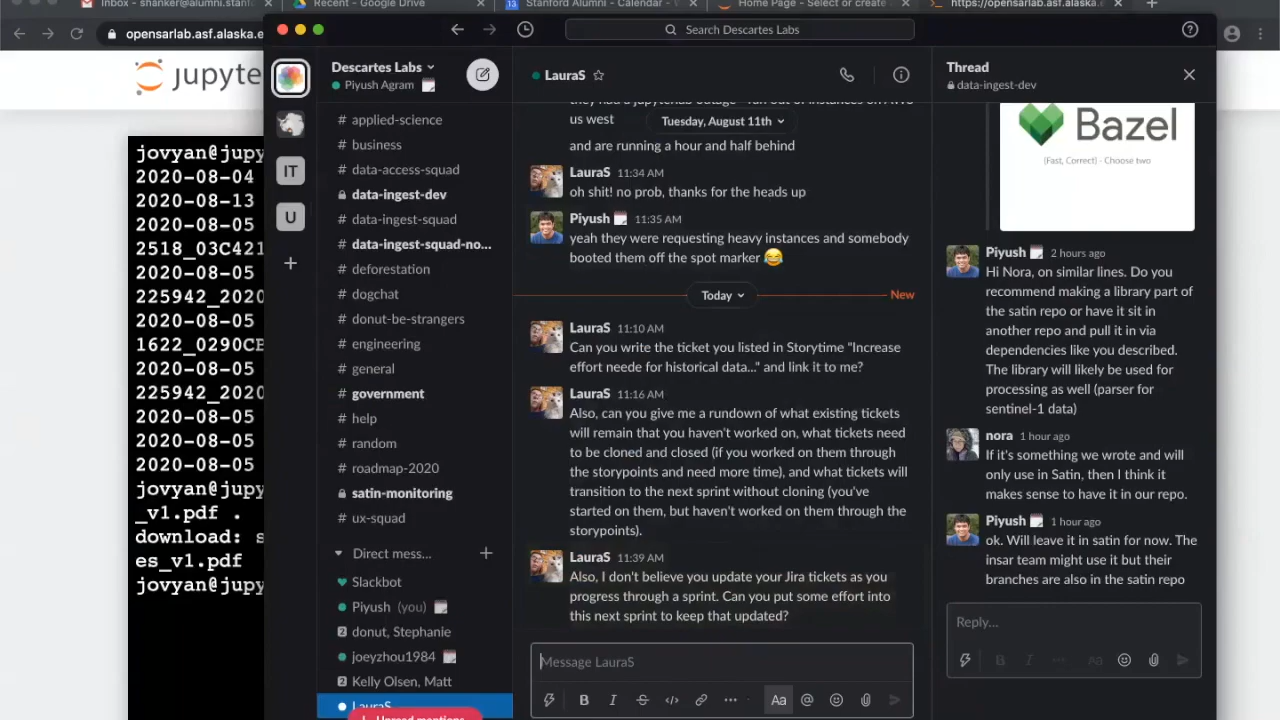 Inbox - shanker@alumni.stanf
Recent - Google Drive
Stanford Alumni - Calendar - W
Home Page - Select or create
https://opensarlab.asf.alaska.e
opensarlab.asf.alaska.e
jupyte
jovyan@jupy
2020-08-04
2020-08-13
2020-08-05
2518_03C421
2020-08-05
225942_2020
2020-08-05
1622_0290CB
2020-08-05
225942_2020
2020-08-05
2020-08-05
2020-08-05
jovyan@jupy
_v1.pdf .
download: s
es_v1.pdf
jovyan@jupy
Search Descartes Labs
IT
U
Descartes Labs
Piyush Agram
# applied-science
# business
# data-access-squad
data-ingest-dev
# data-ingest-squad
# data-ingest-squad-no...
# deforestation
# dogchat
# donut-be-strangers
# engineering
# general
# government
# help
# random
# roadmap-2020
satin-monitoring
# ux-squad
Direct mess...
Slackbot
Piyush (you)
2 donut, Stephanie
joeyzhou1984
2 Kelly Olsen, Matt
LauraS
Unread mentions
LauraS
us west
Tuesday, August 11th
and are running a hour and half behind
LauraS 11:34 AM
oh shit! no prob, thanks for the heads up
Piyush 11:35 AM
yeah they were requesting heavy instances and somebody
booted them off the spot marker 😂
Today
New
LauraS 11:10 AM
Can you write the ticket you listed in Storytime "Increase
effort neede for historical data..." and link it to me?
LauraS 11:16 AM
Also, can you give me a rundown of what existing tickets
will remain that you haven't worked on, what tickets need
to be cloned and closed (if you worked on them through
the storypoints and need more time), and what tickets will
transition to the next sprint without cloning (you've
started on them, but haven't worked on them through the
storypoints).
LauraS 11:39 AM
Also, I don't believe you update your Jira tickets as you
progress through a sprint. Can you put some effort into
this next sprint to keep that updated?
Message LauraS
B I S </> Aa @
Thread
data-ingest-dev
Bazel
{Fast, Correct} - Choose two
Piyush 2 hours ago
Hi Nora, on similar lines. Do you
recommend making a library part of
the satin repo or have it sit in
another repo and pull it in via
dependencies like you described.
The library will likely be used for
processing as well (parser for
sentinel-1 data)
nora 1 hour ago
If it's something we wrote and will
only use in Satin, then I think it
makes sense to have it in our repo.
Piyush 1 hour ago
ok. Will leave it in satin for now. The
insar team might use it but their
branches are also in the satin repo
Reply...
B I Aa